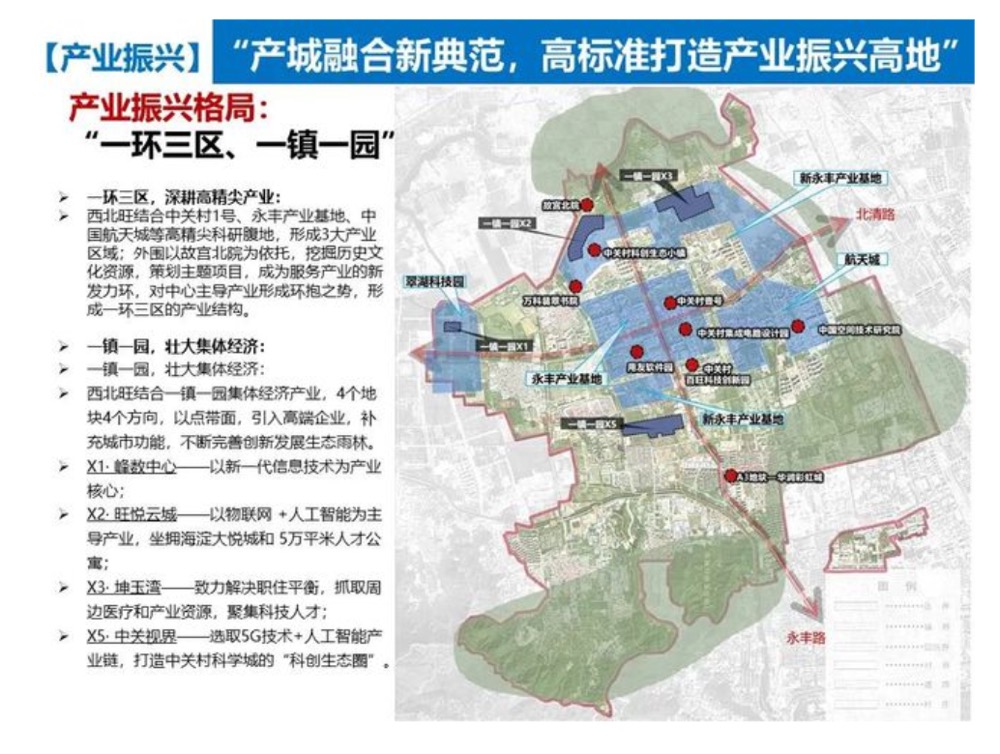 【产业振兴】
“产城融合新典范，高标准打造产业振兴高地”
产业振兴格局：
“一环三区、一镇一园”
一环三区，深耕高精尖产业：
西北旺结合中关村1号、永丰产业基地、中
国航天城等高精尖科研腹地，形成3大产业
区域；外围以故宫北院为依托，挖掘历史文
化资源，策划主题项目，成为服务产业的新
发力环，对中心主导产业形成环抱之势，形
成一环三区的产业结构。
一镇一园，壮大集体经济：
一镇一园，壮大集体经济：
西北旺结合一镇一园集体经济产业，4个地
块4个方向，以点带面，引入高端企业，补
充城市功能，不断完善创新发展生态雨林。
X1·峰数中心——以新一代信息技术为产业
核心；
X2·旺悦云城——以物联网 +人工智能为主
导产业，坐拥海淀大悦城和 5万平米人才公
寓；
X3·坤玉湾——致力解决职住平衡，抓取周
边医疗和产业资源，聚集科技人才；
X5·中关视界——选取5G技术+人工智能产
业链，打造中关村科学城的“科创生态圈”。
一镇一园X3
新永丰产业基地
故宫北院
北清路
一镇一园X2
中关村科创生态小镇
航天城
翠湖科技园
万科翡翠书院
中关村壹号
中关村集成电路设计园
中国空间技术研究院
一镇一园X1
用友软件园
中关村
百旺科技创新园
永丰产业基地
新永丰产业基地
一镇一园X5
A3地块—华润彩虹城
永丰路
图 例